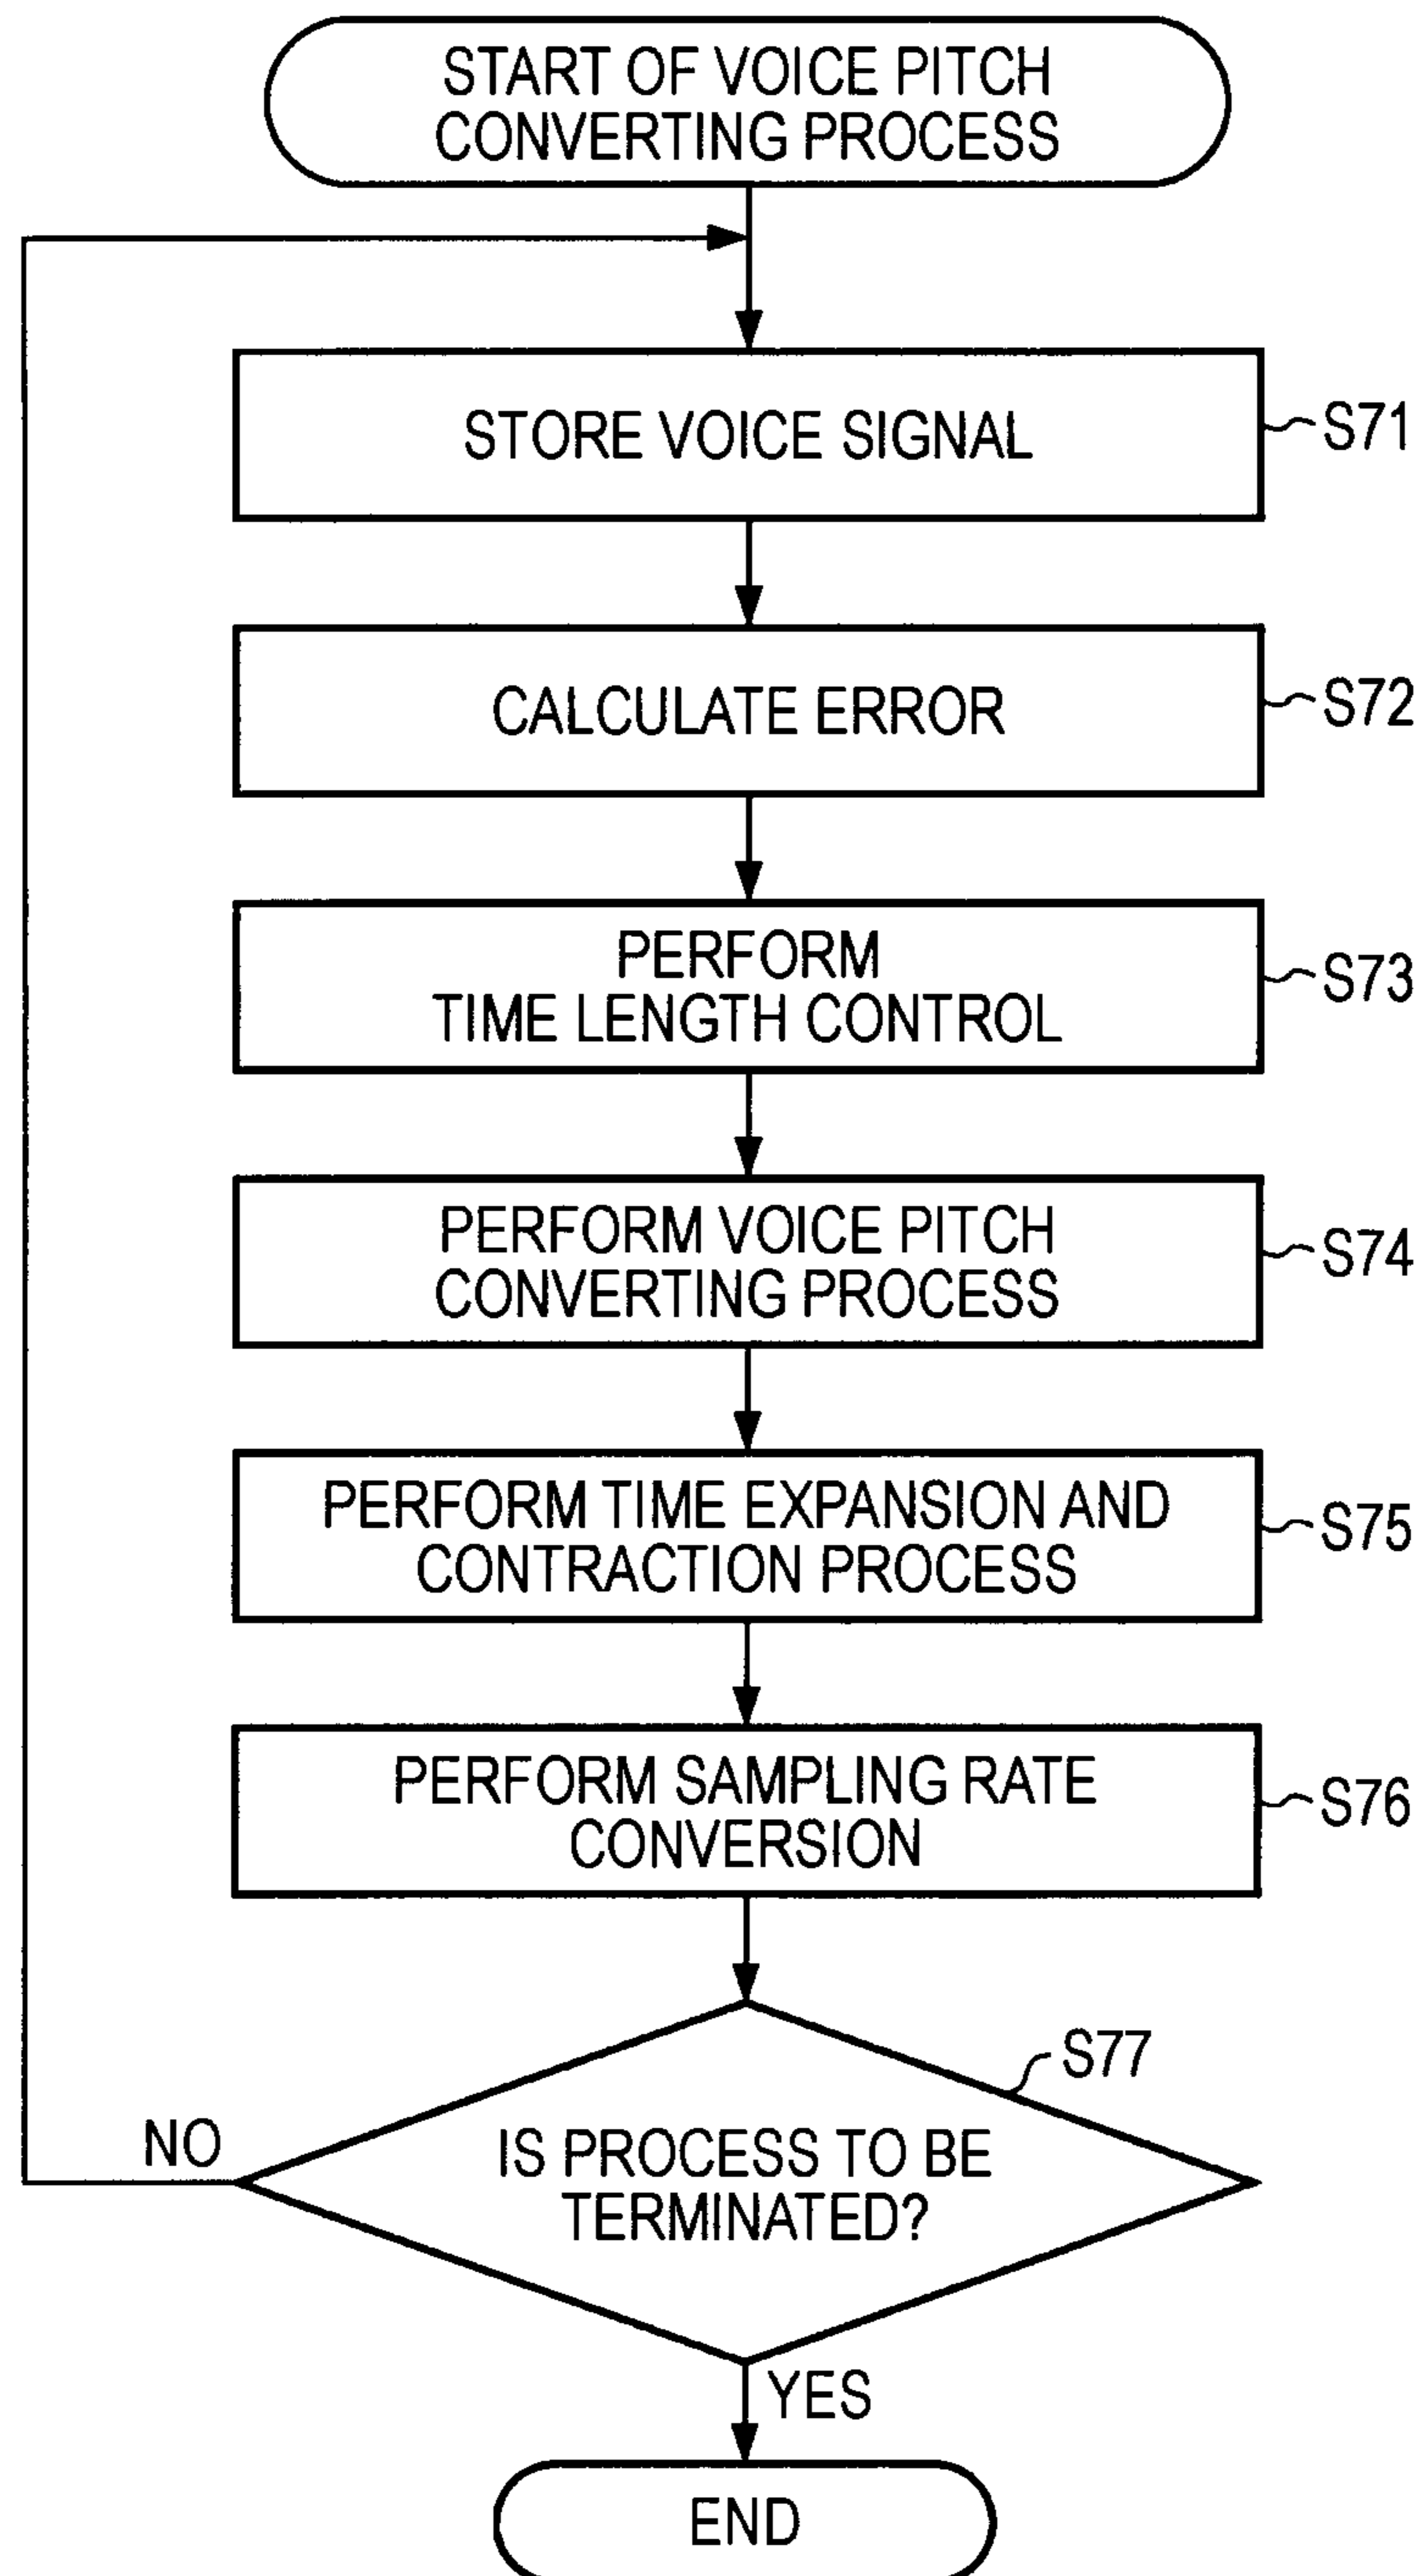 START OF VOICE PITCH
CONVERTING PROCESS
STORE VOICE SIGNAL
S71
CALCULATE ERROR
S72
PERFORM
TIME LENGTH CONTROL
S73
PERFORM VOICE PITCH
CONVERTING PROCESS
S74
PERFORM TIME EXPANSION AND
CONTRACTION PROCESS
S75
PERFORM SAMPLING RATE
CONVERSION
S76
S77
NO
IS PROCESS TO BE
TERMINATED?
YES
END